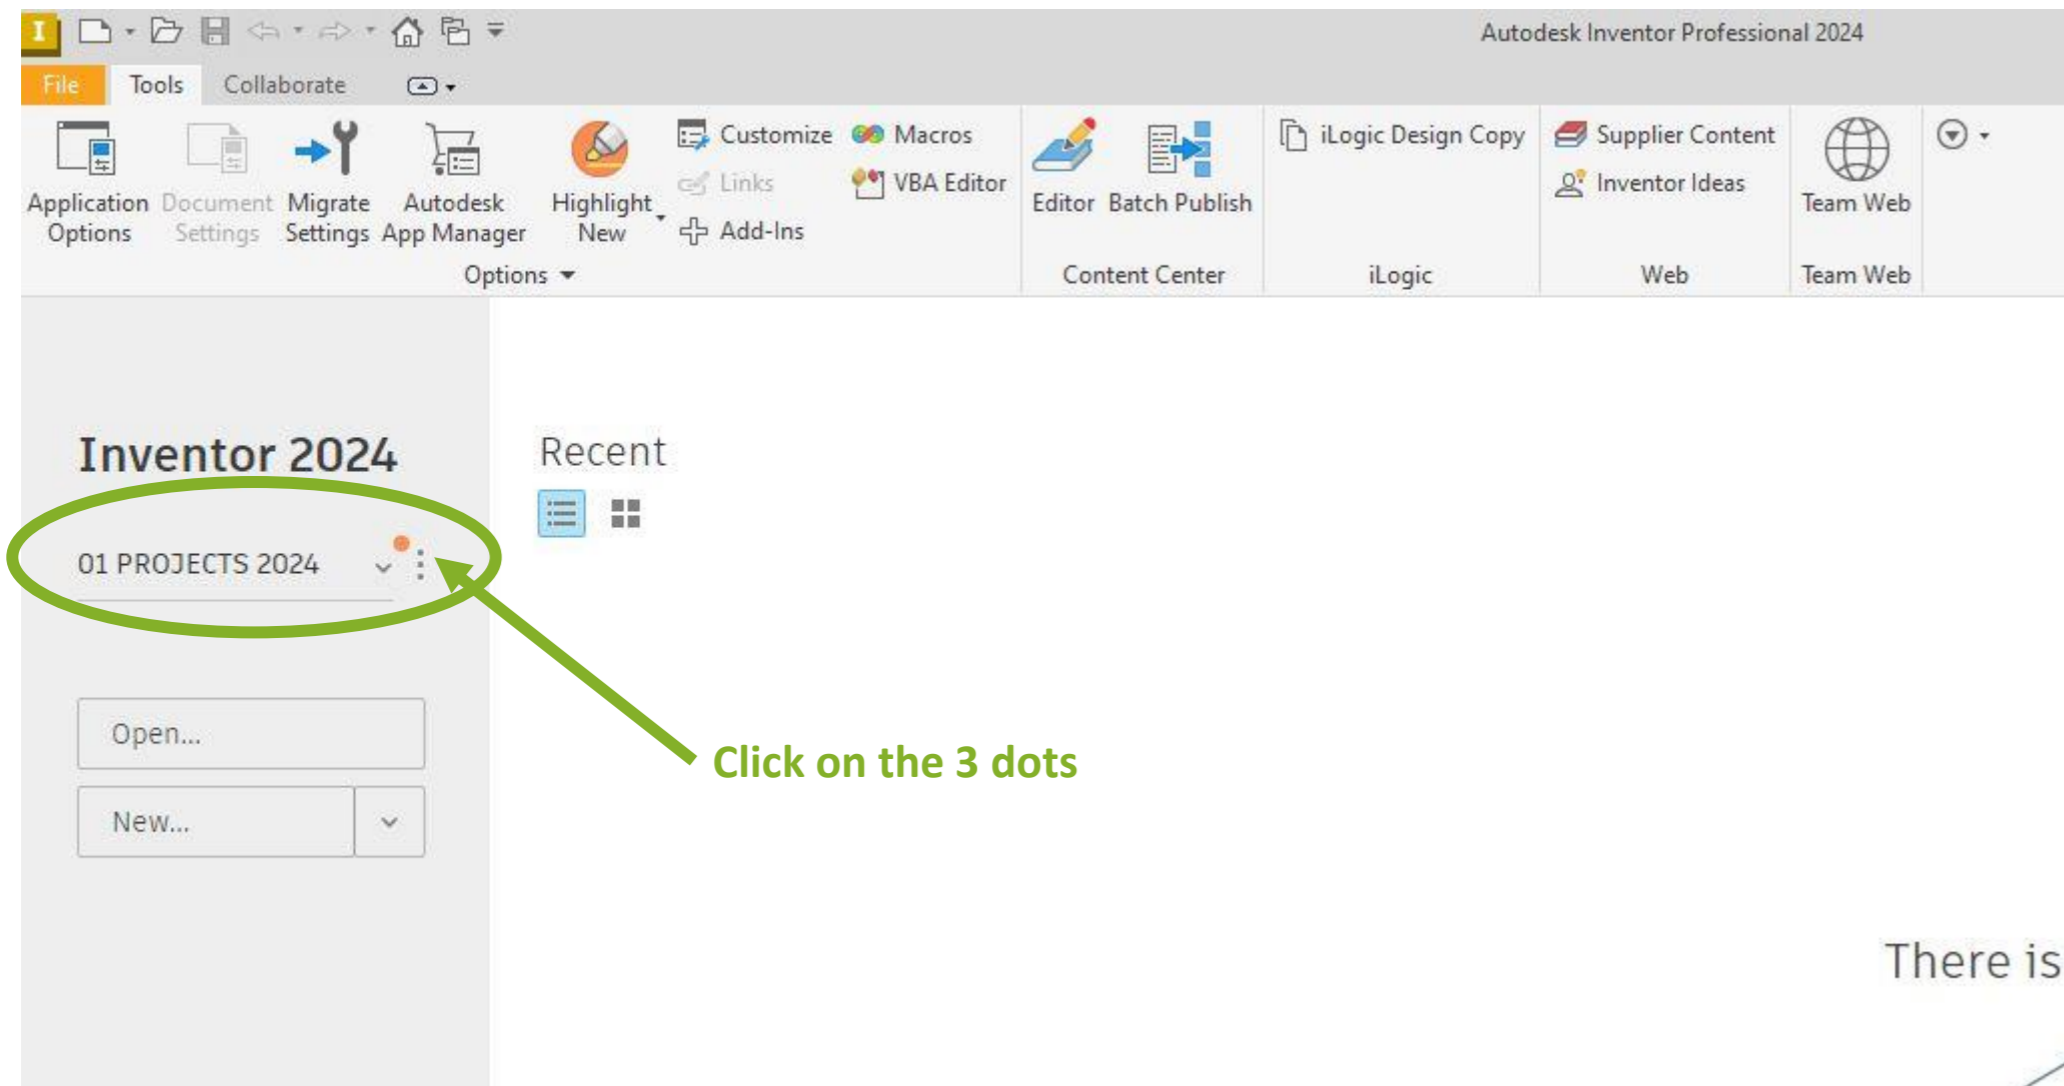 I
Autodesk Inventor Professional 2024
File Tools Collaborate
Application Options
Document Settings
Migrate Settings
Autodesk App Manager
Highlight New
Customize
Links
Add-Ins
Macros
VBA Editor
Options
Editor
Batch Publish
Content Center
iLogic Design Copy
iLogic
Supplier Content
Inventor Ideas
Web
Team Web
Team Web
Inventor 2024
Recent
01 PROJECTS 2024
Open...
Click on the 3 dots
New...
There is